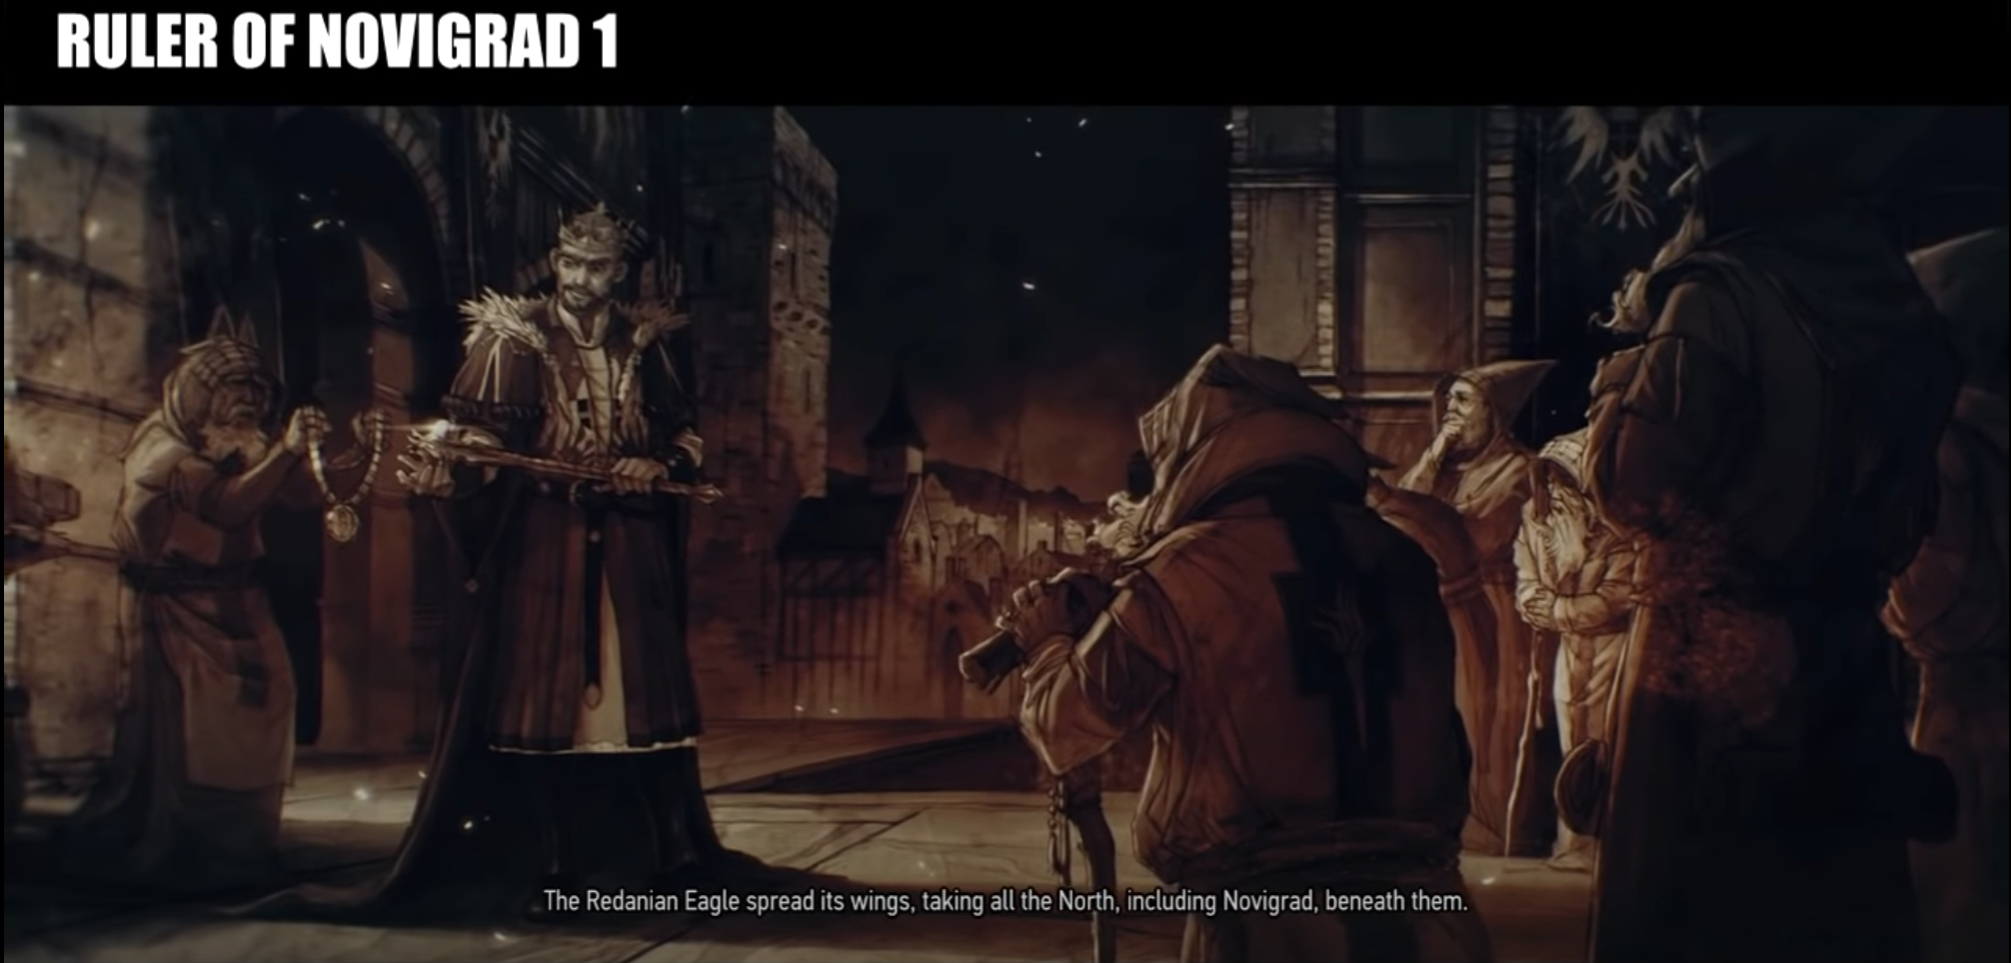 RULER OF NOVIGRAD 1
The Redanian Eagle spread its wings, taking all the North, including Novigrad, beneath them.